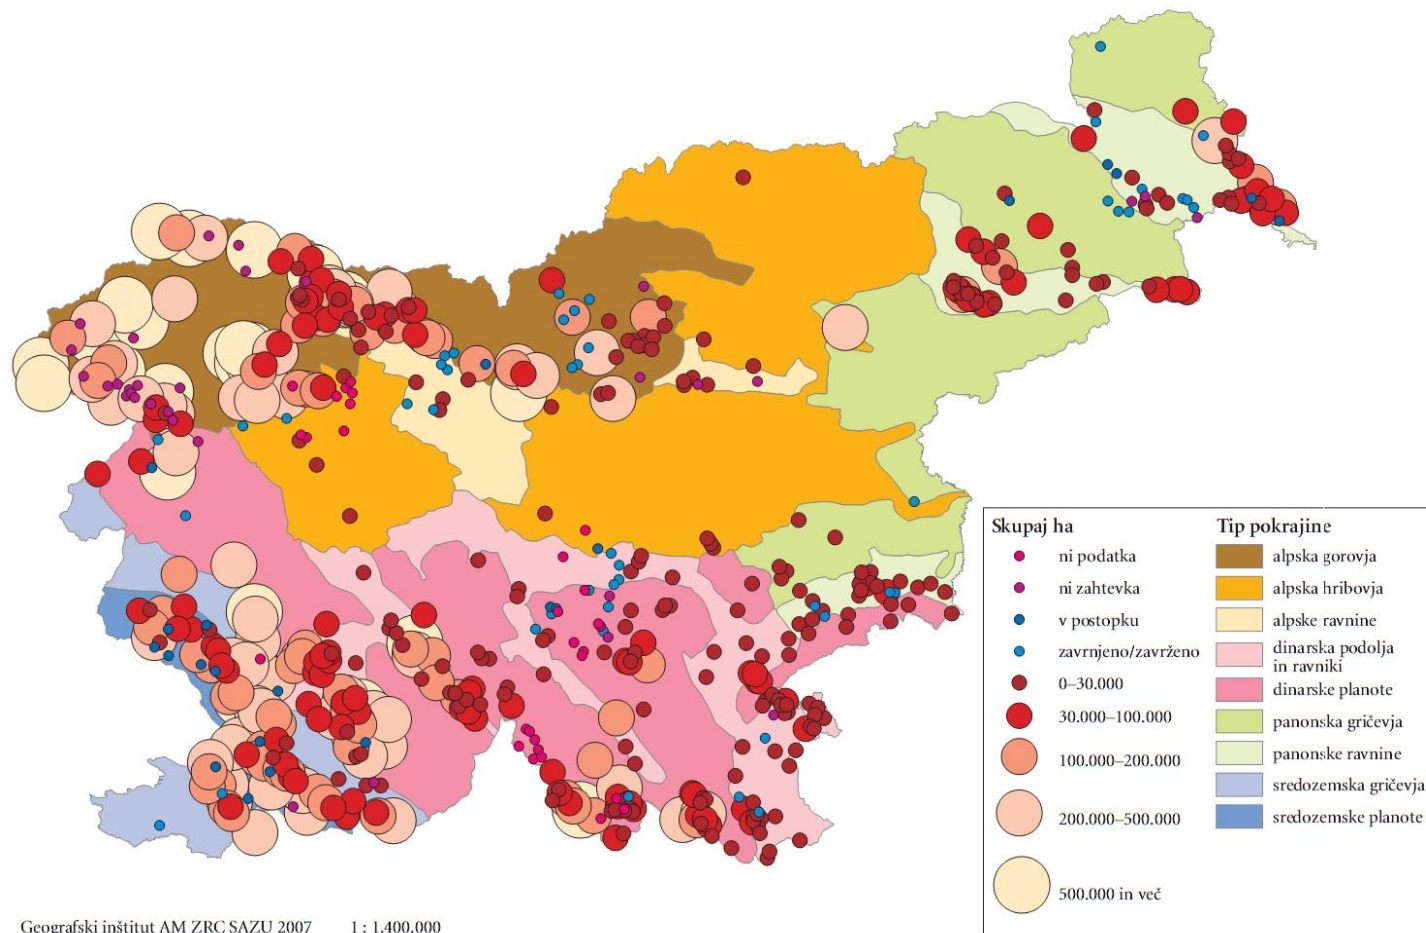 Skupaj ha
ni podatka
ni zahtevka
v postopku
zavrnjeno/zavrženo
0–30.000
30.000–100.000
100.000–200.000
200.000–500.000
500.000 in več
Tip pokrajine
alpska gorovja
alpska hribovja
alpske ravnine
dinarska podolja
in ravniki
dinarske planote
panonska gričevja
panonske ravnine
sredozemska gričevja
sredozemske planote
Geografski inštitut AM ZRC SAZU 2007 1 : 1.400.000